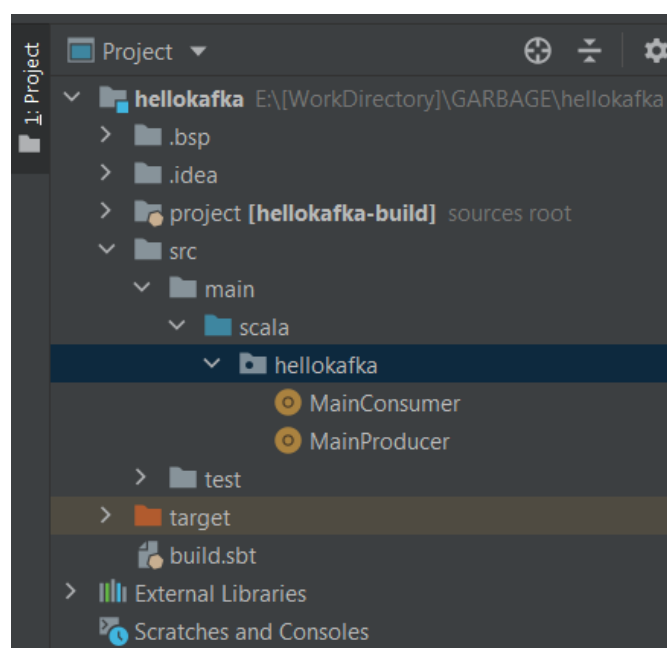 1: Project
Project
hellokafka E:\[WorkDirectory]\GARBAGE\hellokafka
.bsp
.idea
project [hellokafka-build] sources root
src
main
scala
hellokafka
MainConsumer
MainProducer
test
target
build.sbt
External Libraries
Scratches and Consoles